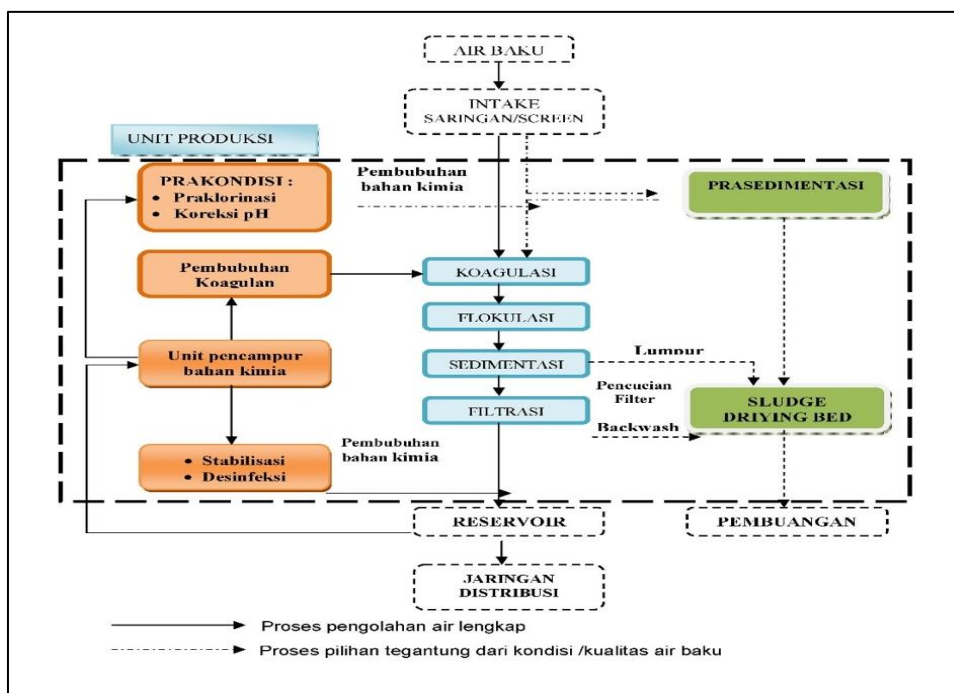 AIR BAKU
INTAKE
SARINGAN/SCREEN
UNIT PRODUKSI
PRAKONDISI :
• Praklorinasi
• Koreksi pH
Pembubuhan
bahan kimia
PRASEDIMENTASI
Pembubuhan
Koagulan
KOAGULASI
FLOKULASI
Unit pencampur
bahan kimia
SEDIMENTASI
Lumpur
Pencucian
Filter
FILTRASI
Backwash
SLUDGE
DRIYING BED
• Stabilisasi
• Desinfeksi
Pembubuhan
bahan kimia
RESERVOIR
PEMBUANGAN
JARINGAN
DISTRIBUSI
Proses pengolahan air lengkap
Proses pilihan tegantung dari kondisi /kualitas air baku